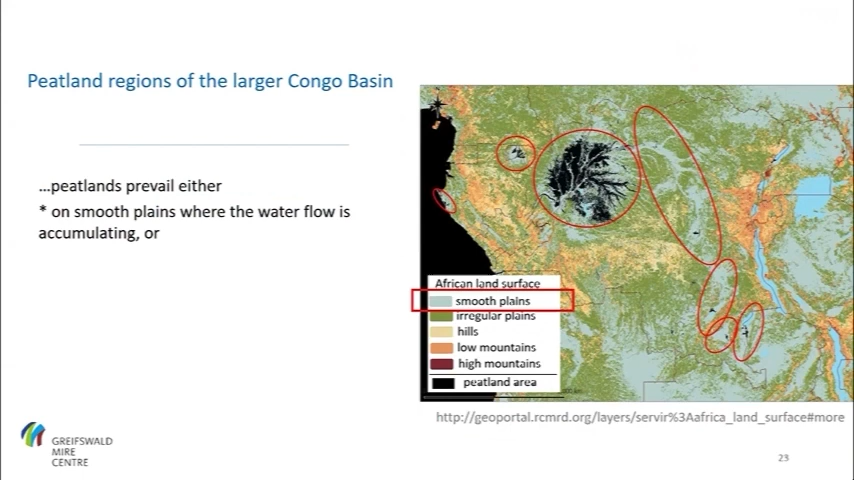 Peatland regions of the larger Congo Basin
...peatlands prevail either
* on smooth plains where the water flow is
accumulating, or
African land surface
smooth plains
irregular plains
hills
low mountains
high mountains
peatland area
http://geoportal.rcmrd.org/layers/servir%3Aafrica_land_surface#more
GREIFSWALD
MIRE
CENTRE
23